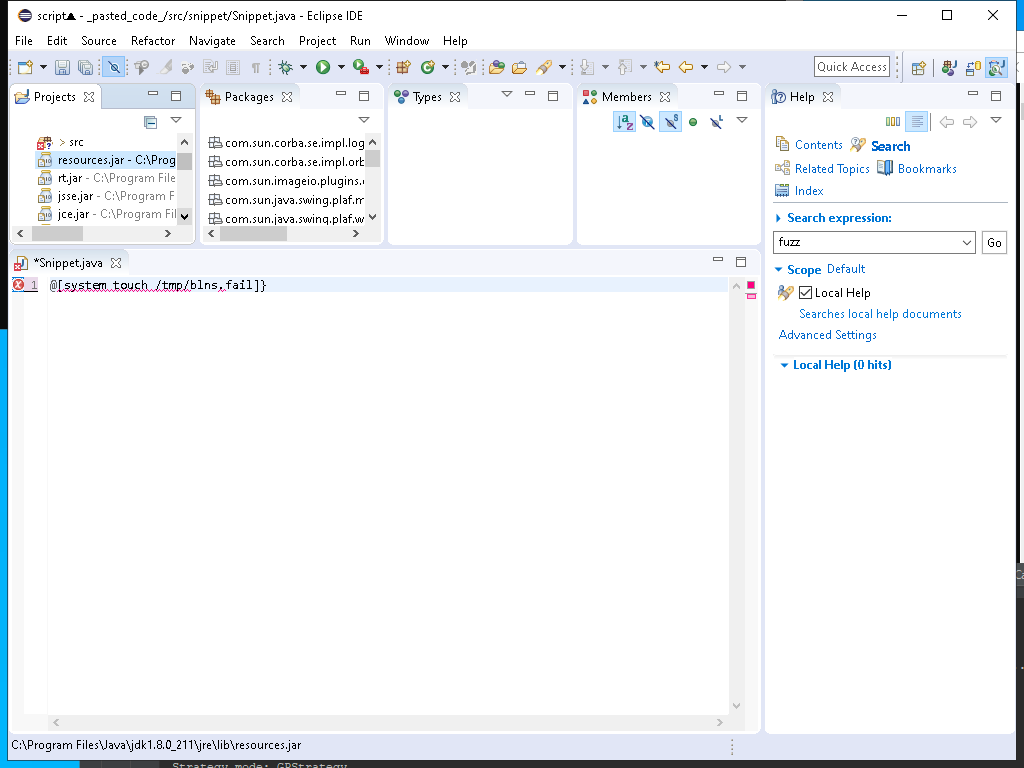 script▲ - _pasted_code_/src/snippet/Snippet.java - Eclipse IDE
File Edit Source Refactor Navigate Search Project Run Window Help
Quick Access
Projects
> src
resources.jar - C:\Prog
rt.jar - C:\Program File
jsse.jar - C:\Program F
jce.jar - C:\Program Fil
Packages
com.sun.corba.se.impl.log
com.sun.corba.se.impl.orb
com.sun.imageio.plugins.
com.sun.java.swing.plaf.m
com.sun.java.swing.plaf.w
Types
Members
Help
Contents Search
Related Topics Bookmarks
Index
Search expression:
fuzz
Go
Scope Default
Local Help
Searches local help documents
Advanced Settings
Local Help (0 hits)
*Snippet.java
1 @[system touch /tmp/blns.fail]}
C:\Program Files\Java\jdk1.8.0_211\jre\lib\resources.jar
Strategy mode: GPStrategy